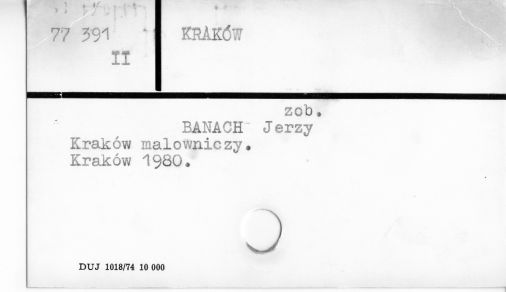 77 391
II
KRAKÓW
zob.
BANACH Jerzy
Kraków malowniczy.
Kraków 1980.
DUJ 1018/74 10 000